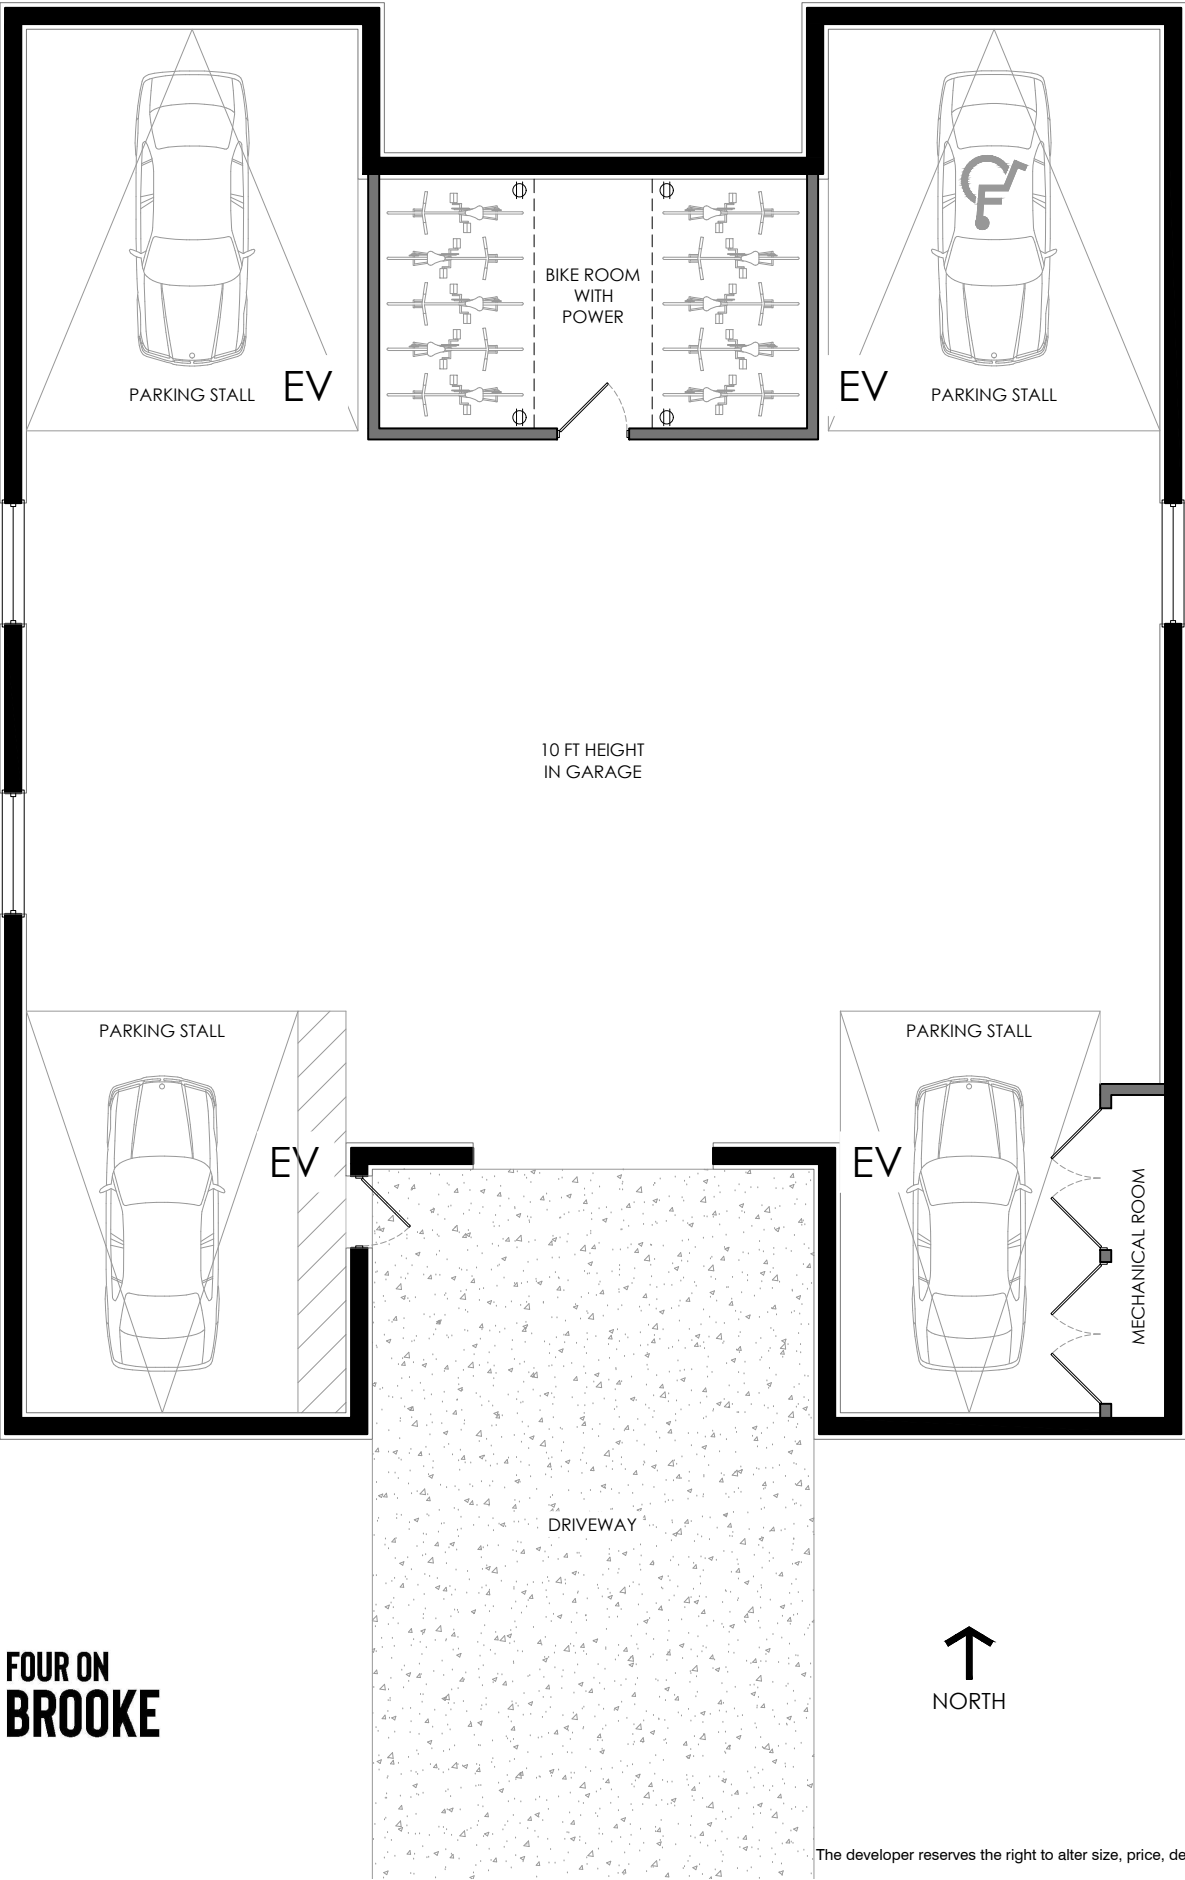 BIKE ROOM
WITH
POWER
PARKING STALL
EV
EV
PARKING STALL
10 FT HEIGHT
IN GARAGE
PARKING STALL
PARKING STALL
EV
EV
MECHANICAL ROOM
DRIVEWAY
FOUR ON
BROOKE
NORTH
The developer reserves the right to alter size, price, de